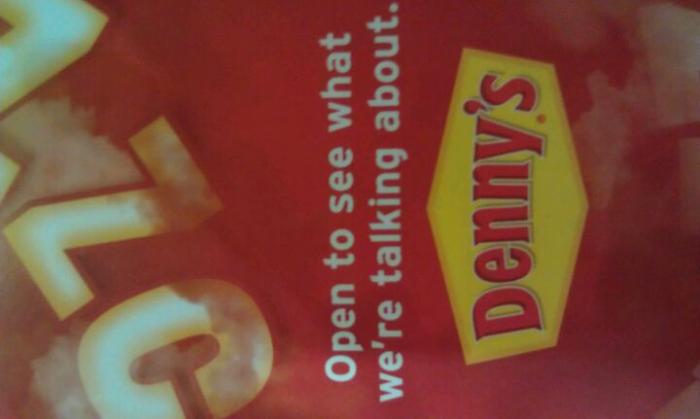 Open to see what
we're talking about.
Denny's